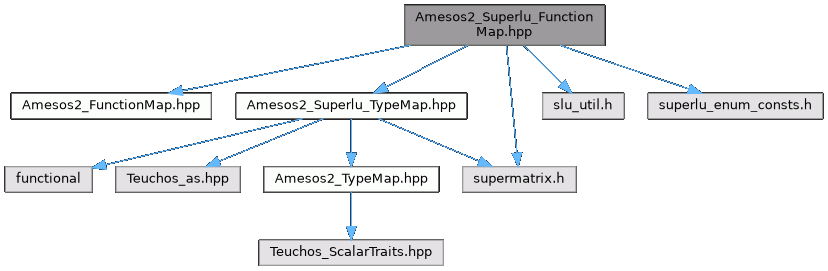 Amesos2_Superlu_Function
Map.hpp
Amesos2_FunctionMap.hpp
Amesos2_Superlu_TypeMap.hpp
slu_util.h
superlu_enum_consts.h
functional
Teuchos_as.hpp
Amesos2_TypeMap.hpp
supermatrix.h
Teuchos_ScalarTraits.hpp